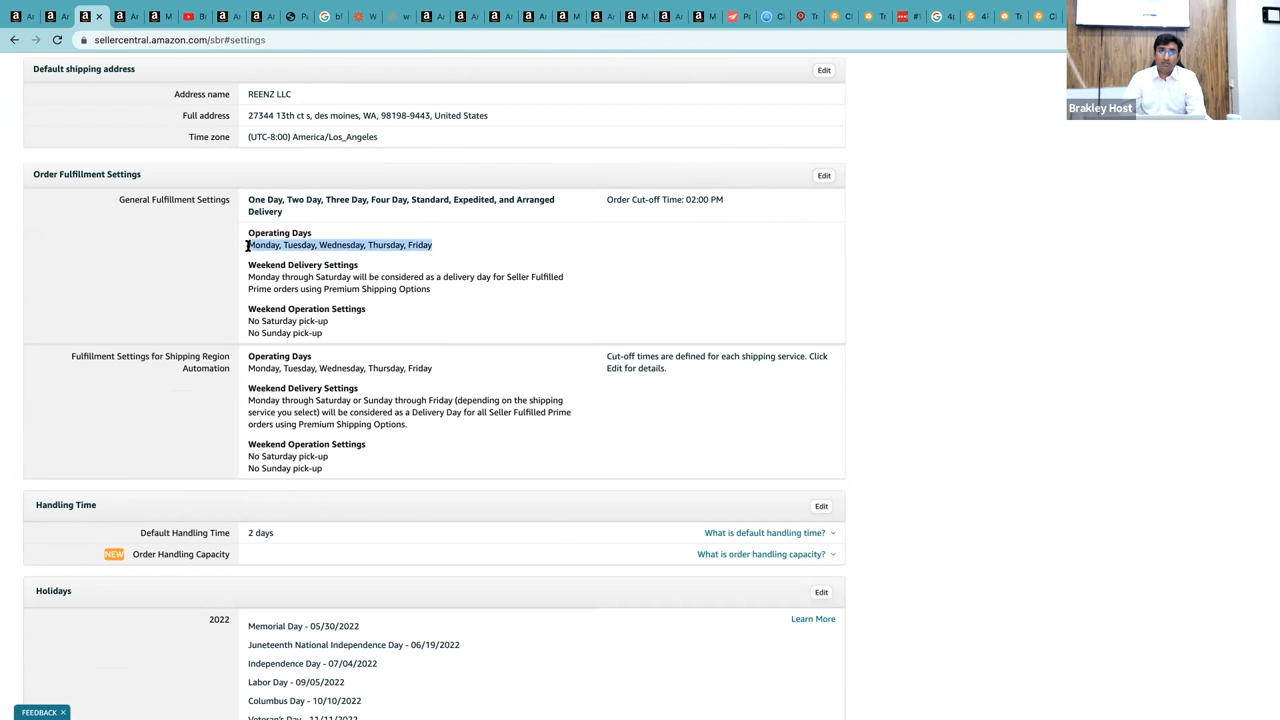 sellercentral.amazon.com/sbr#settings
Brakley Host
Default shipping address
Edit
Address name
REENZ LLC
Full address
27344 13th ct s, des moines, WA, 98198-9443, United States
Time zone
(UTC-8:00) America/Los_Angeles
Order Fulfillment Settings
Edit
General Fulfillment Settings
One Day, Two Day, Three Day, Four Day, Standard, Expedited, and Arranged
Delivery
Order Cut-off Time: 02:00 PM
Operating Days
Monday, Tuesday, Wednesday, Thursday, Friday
Weekend Delivery Settings
Monday through Saturday will be considered as a delivery day for Seller Fulfilled
Prime orders using Premium Shipping Options
Weekend Operation Settings
No Saturday pick-up
No Sunday pick-up
Fulfillment Settings for Shipping Region
Automation
Operating Days
Monday, Tuesday, Wednesday, Thursday, Friday
Cut-off times are defined for each shipping service. Click
Edit for details.
Weekend Delivery Settings
Monday through Saturday or Sunday through Friday (depending on the shipping
service you select) will be considered as a Delivery Day for all Seller Fulfilled Prime
orders using Premium Shipping Options.
Weekend Operation Settings
No Saturday pick-up
No Sunday pick-up
Handling Time
Edit
Default Handling Time
2 days
What is default handling time?
NEW
Order Handling Capacity
What is order handling capacity?
Holidays
Edit
2022
Memorial Day - 05/30/2022
Learn More
Juneteenth National Independence Day - 06/19/2022
Independence Day - 07/04/2022
Labor Day - 09/05/2022
Columbus Day - 10/10/2022
Veteran's Day - 11/11/2022
FEEDBACK